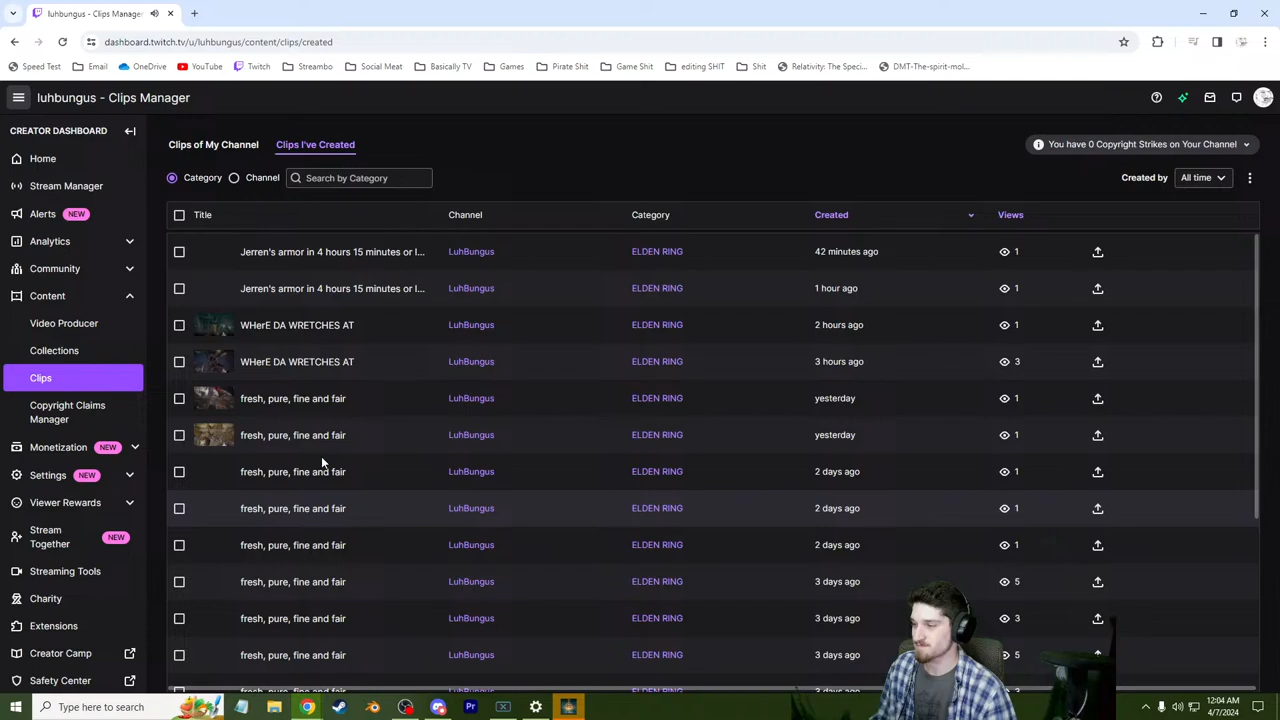 luhbungus - Clips Manager
dashboard.twitch.tv/u/luhbungus/content/clips/created
Speed Test Email OneDrive YouTube Twitch Streambo Social Meat Basically TV Games Pirate Shit Game Shit editing SHIT Shit Relativity: The Speci... 'DMT-The-spirit-mol...
luhbungus - Clips Manager
CREATOR DASHBOARD
Home
Stream Manager
Alerts NEW
Analytics
Community
Content
Video Producer
Collections
Clips
Copyright Claims
Manager
Monetization NEW
Settings NEW
Viewer Rewards
Stream
Together NEW
Streaming Tools
Charity
Extensions
Creator Camp
Safety Center
Clips of My Channel Clips I've Created You have 0 Copyright Strikes on Your Channel
Category Channel Search by Category Created by All time
Title Channel Category Created Views
Jerren's armor in 4 hours 15 minutes or l... LuhBungus ELDEN RING 42 minutes ago 1
Jerren's armor in 4 hours 15 minutes or l... LuhBungus ELDEN RING 1 hour ago 1
WHerE DA WRETCHES AT LuhBungus ELDEN RING 2 hours ago 1
WHerE DA WRETCHES AT LuhBungus ELDEN RING 3 hours ago 3
fresh, pure, fine and fair LuhBungus ELDEN RING yesterday 1
fresh, pure, fine and fair LuhBungus ELDEN RING yesterday 1
fresh, pure, fine and fair LuhBungus ELDEN RING 2 days ago 1
fresh, pure, fine and fair LuhBungus ELDEN RING 2 days ago 1
fresh, pure, fine and fair LuhBungus ELDEN RING 2 days ago 1
fresh, pure, fine and fair LuhBungus ELDEN RING 3 days ago 5
fresh, pure, fine and fair LuhBungus ELDEN RING 3 days ago 3
fresh, pure, fine and fair LuhBungus ELDEN RING 3 days ago 5
Type here to search
Pr
12:04 AM
4/7/2024